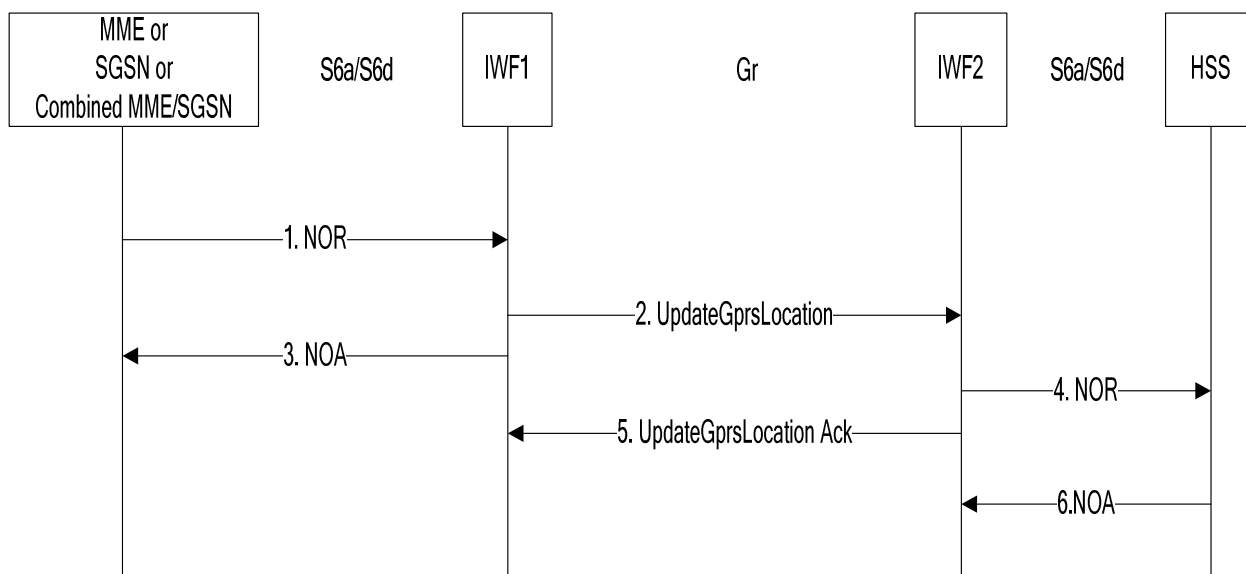 MME or
SGSN or
Combined MME/SGSN
S6a/S6d
IWF1
Gr
IWF2
S6a/S6d
HSS
1. NOR
2. UpdateGprsLocation
3. NOA
4. NOR
5. UpdateGprsLocation Ack
6.NOA